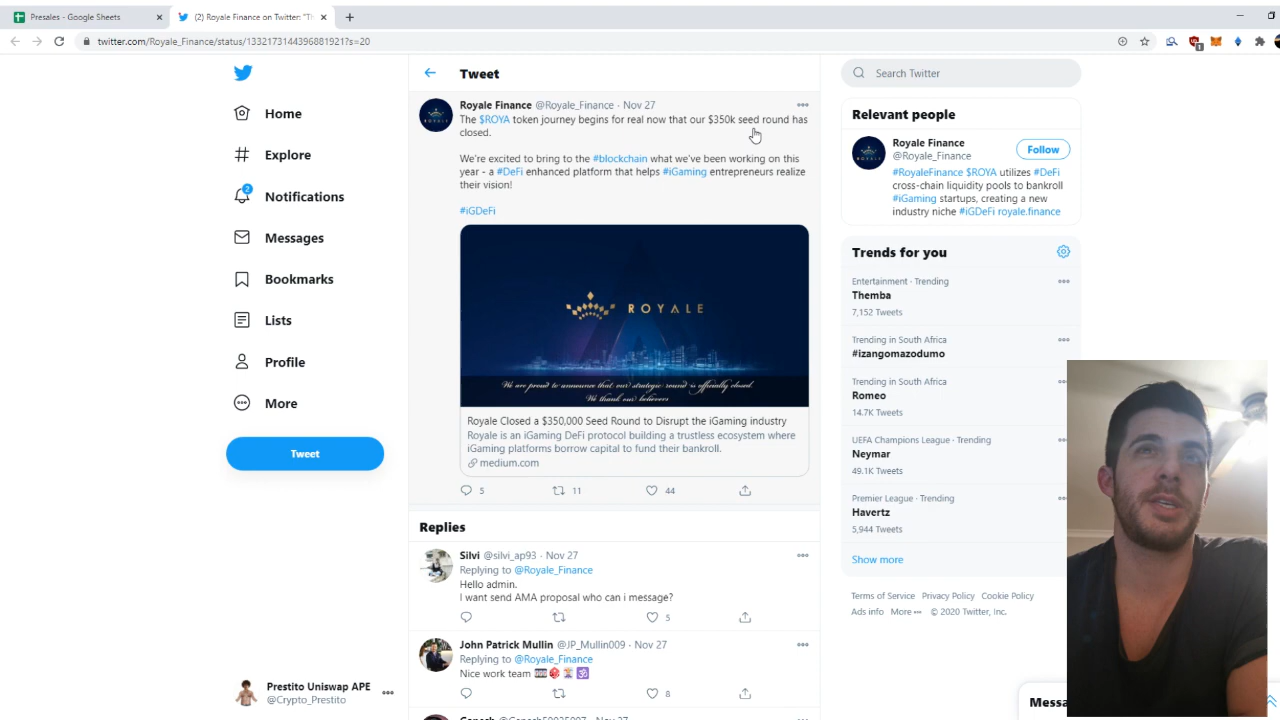 Presales - Google Sheets
(2) Royale Finance on Twitter: "Th
twitter.com/Royale_Finance/status/1332173144396881921?s=20
Home
Explore
2
Notifications
Messages
Bookmarks
Lists
Profile
More
Tweet
Prestito Uniswap APE
@Crypto_Prestito
Tweet
Royale Finance @Royale_Finance · Nov 27
The $ROYA token journey begins for real now that our $350k seed round has
closed.
We're excited to bring to the #blockchain what we've been working on this
year - a #DeFi enhanced platform that helps #iGaming entrepreneurs realize
their vision!
#iGDeFi
ROYALE
We are proud to announce that our strategic round is officially closed.
We thank our believers
Royale Closed a $350,000 Seed Round to Disrupt the iGaming industry
Royale is an iGaming DeFi protocol building a trustless ecosystem where
iGaming platforms borrow capital to fund their bankroll.
medium.com
5 11 44
Replies
Silvi @silvi_ap93 · Nov 27
Replying to @Royale_Finance
Hello admin.
I want send AMA proposal who can i message?
5
John Patrick Mullin @JP_Mullin009 · Nov 27
Replying to @Royale_Finance
Nice work team
8
Search Twitter
Relevant people
Royale Finance
@Royale_Finance
Follow
#RoyaleFinance $ROYA utilizes #DeFi
cross-chain liquidity pools to bankroll
#iGaming startups, creating a new
industry niche #iGDeFi royale.finance
Trends for you
Entertainment · Trending
Themba
7,152 Tweets
Trending in South Africa
#izangomazodumo
Trending in South Africa
Romeo
14.7K Tweets
UEFA Champions League · Trending
Neymar
49.1K Tweets
Premier League · Trending
Havertz
5,944 Tweets
Show more
Terms of Service Privacy Policy Cookie Policy
Ads info More © 2020 Twitter, Inc.
Messa